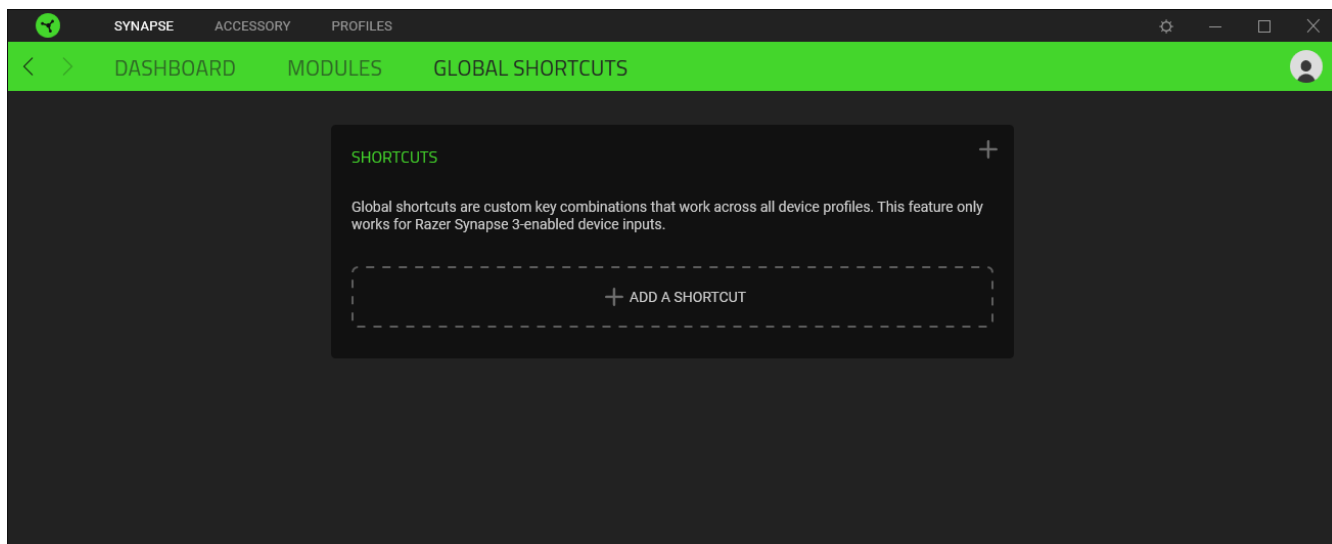 SYNAPSE ACCESSORY PROFILES
DASHBOARD MODULES GLOBAL SHORTCUTS
SHORTCUTS
Global shortcuts are custom key combinations that work across all device profiles. This feature only
works for Razer Synapse 3-enabled device inputs.
ADD A SHORTCUT